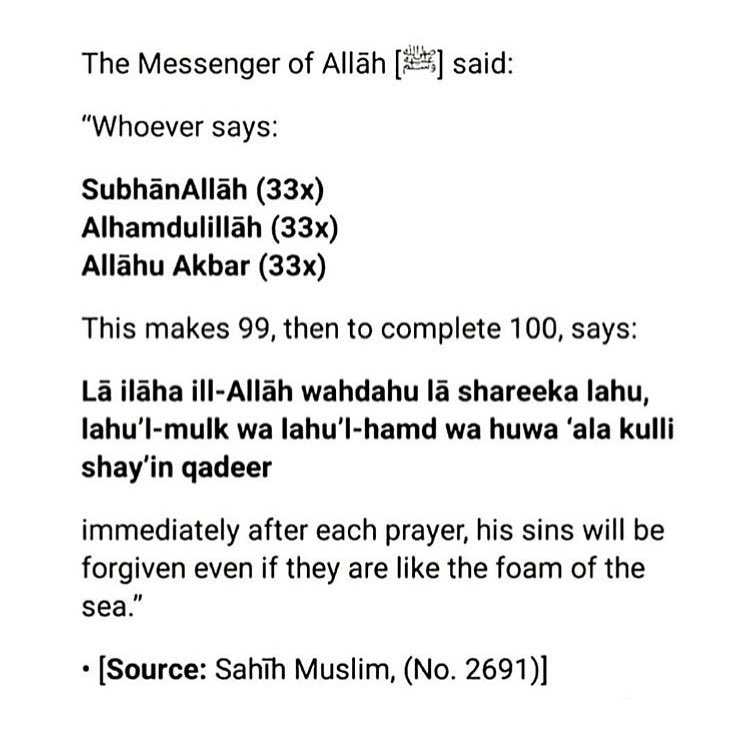 The Messenger of Allāh [ﷺ] said:
“Whoever says:
SubhānAllāh (33x)
Alhamdulillāh (33x)
Allāhu Akbar (33x)
This makes 99, then to complete 100, says:
Lā ilāha ill-Allāh wahdahu lā shareeka lahu,
lahu’l-mulk wa lahu’l-hamd wa huwa ‘ala kulli
shay’in qadeer
immediately after each prayer, his sins will be
forgiven even if they are like the foam of the
sea.”
• [Source: Sahīh Muslim, (No. 2691)]